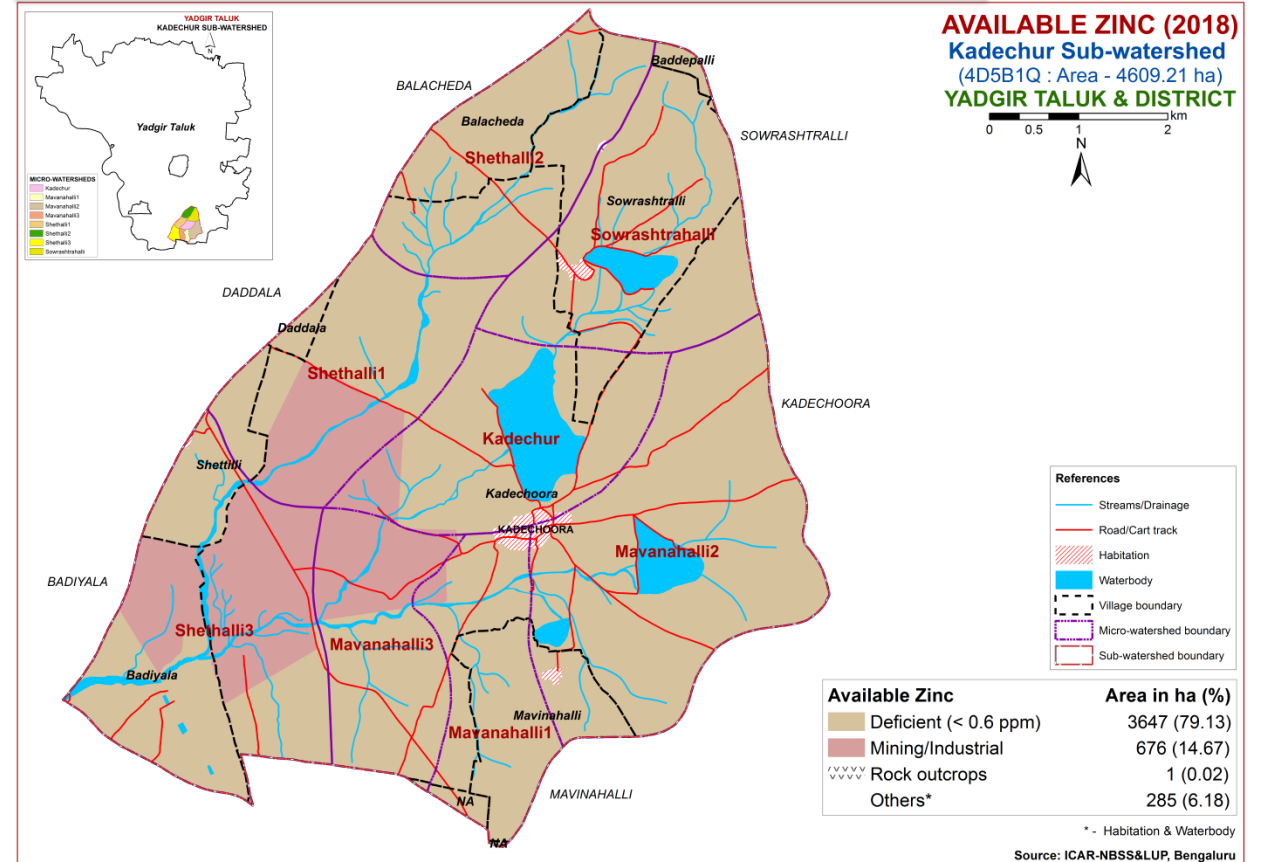 YADGIR TALUK
KADECHUR SUB-WATERSHED
N
Yadgir Taluk
MICRO-WATERSHEDS
Kadechur
Mavanahalli1
Mavanahalli2
Mavanahalli3
Shethalli1
Shethalli2
Shethalli3
Sowrashtrahalli
AVAILABLE ZINC (2018)
Kadechur Sub-watershed
(4D5B1Q : Area - 4609.21 ha)
YADGIR TALUK & DISTRICT
km
0 0.5 1 2
N
Baddepalli
BALACHEDA
Balacheda
SOWRASHTRALLI
Shethalli2
Sowrashtralli
Sowrashtrahalli
DADDALA
Daddala
Shethalli1
KADECHOORA
Kadechur
Shettilli
Kadechoora
KADECHOORA
Mavanahalli2
BADIYALA
Shethalli3
Mavanahalli3
Badiyala
Mavinahalli
Mavanahalli1
MAVINAHALLI
NA
NA
References
Streams/Drainage
Road/Cart track
Habitation
Waterbody
Village boundary
Micro-watershed boundary
Sub-watershed boundary
Available Zinc Area in ha (%)
Deficient (< 0.6 ppm) 3647 (79.13)
Mining/Industrial 676 (14.67)
Rock outcrops 1 (0.02)
Others* 285 (6.18)
* - Habitation & Waterbody
Source: ICAR-NBSS&LUP, Bengaluru